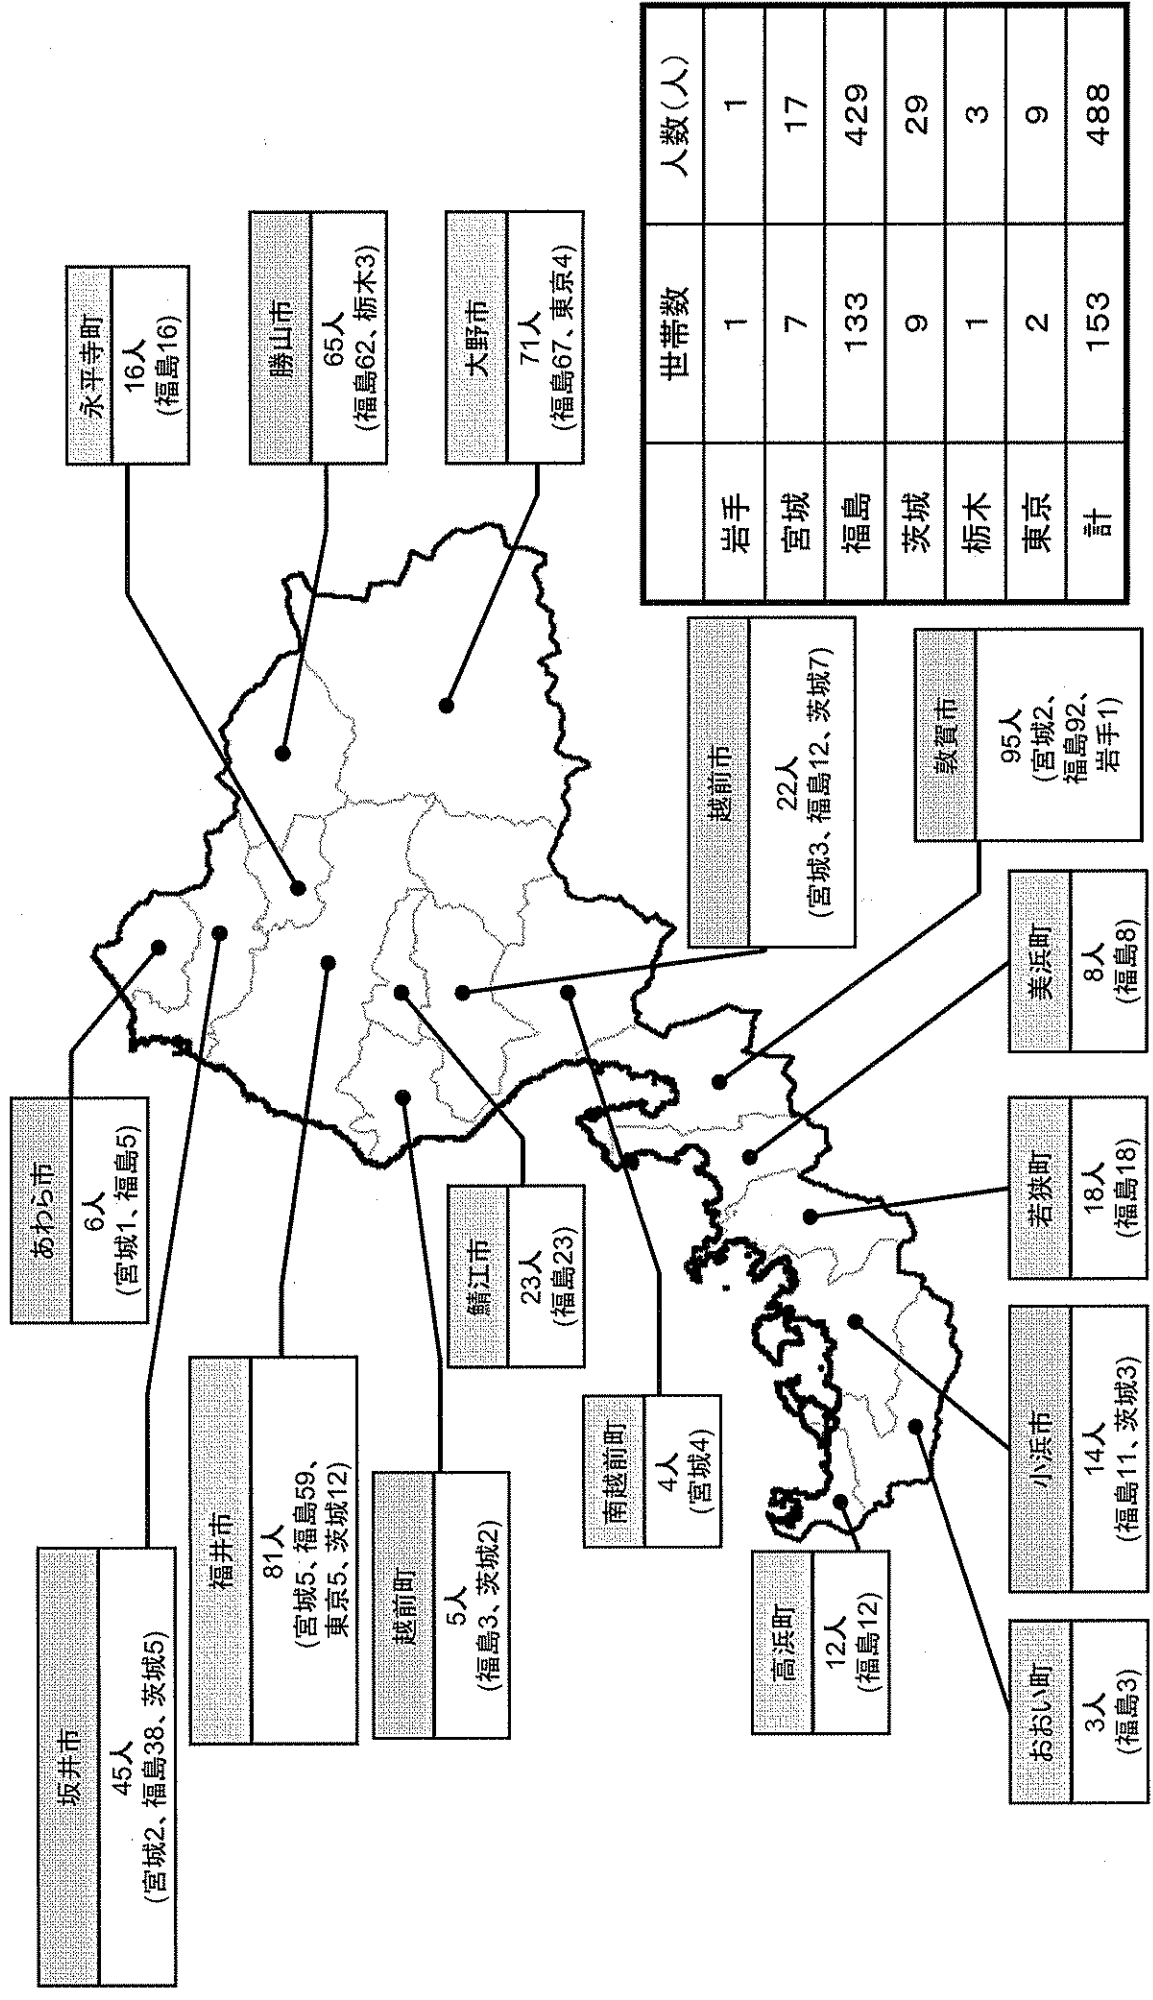 坂井市
45人
(宮城2、福島38、茨城5)
あわら市
6人
(宮城1、福島5)
永平寺町
16人
(福島16)
福井市
81人
(宮城5、福島59、
東京5、茨城12)
勝山市
65人
(福島62、栃木3)
越前町
5人
(福島3、茨城2)
鯖江市
23人
(福島23)
大野市
71人
(福島67、東京4)
南越前町
4人
(宮城4)
越前市
22人
(宮城3、福島12、茨城7)
高浜町
12人
(福島12)
敦賀市
95人
(宮城2、
福島92、
岩手1)
おおい町
3人
(福島3)
小浜市
14人
(福島11、茨城3)
若狭町
18人
(福島18)
美浜町
8人
(福島8)
世帯数 人数(人)
岩手 1 1
宮城 7 17
福島 133 429
茨城 9 29
栃木 1 3
東京 2 9
計 153 488